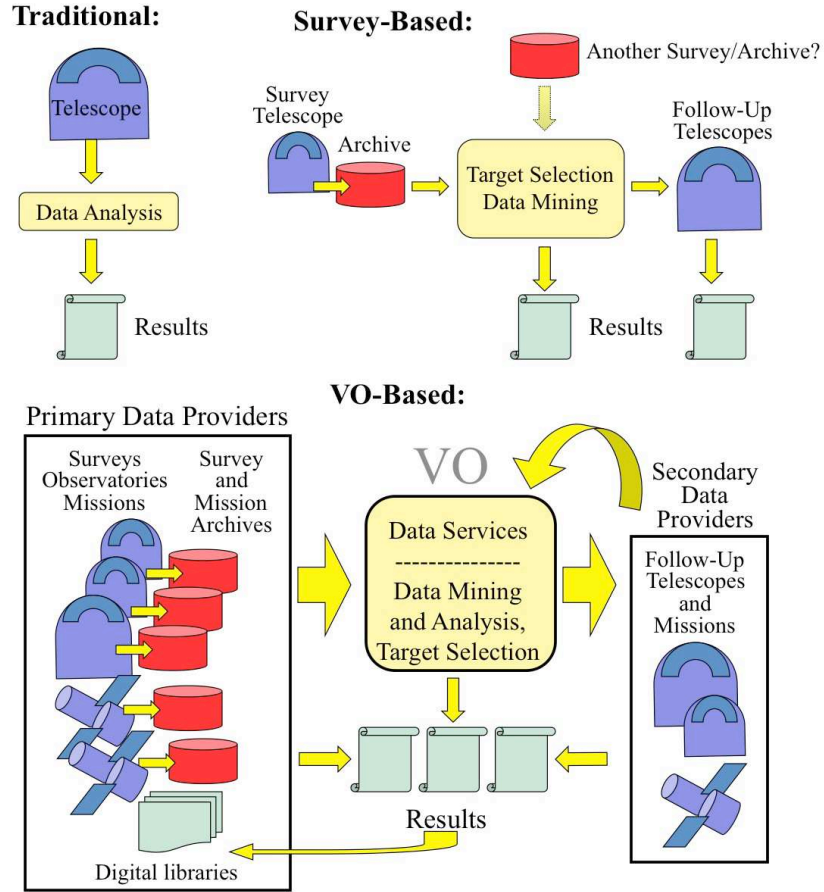 Traditional:
Telescope
Data Analysis
Results
Survey-Based:
Another Survey/Archive?
Survey
Telescope
Archive
Target Selection
Data Mining
Follow-Up
Telescopes
Results
VO-Based:
Primary Data Providers
Surveys
Observatories
Missions
Survey
and
Mission
Archives
Digital libraries
VO
Data Services
---------------
Data Mining
and Analysis,
Target Selection
Results
Secondary
Data
Providers
Follow-Up
Telescopes
and
Missions